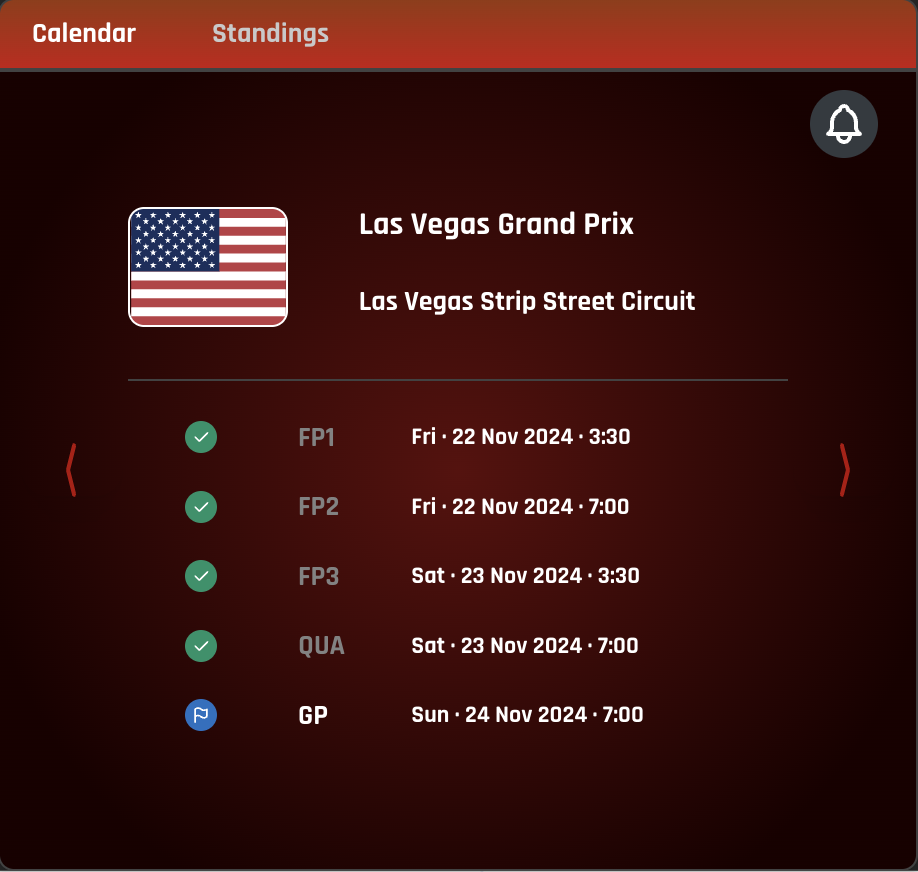 Calendar Standings
Las Vegas Grand Prix
Las Vegas Strip Street Circuit
FP1 Fri · 22 Nov 2024 · 3:30
FP2 Fri · 22 Nov 2024 · 7:00
FP3 Sat · 23 Nov 2024 · 3:30
QUA Sat · 23 Nov 2024 · 7:00
GP Sun · 24 Nov 2024 · 7:00